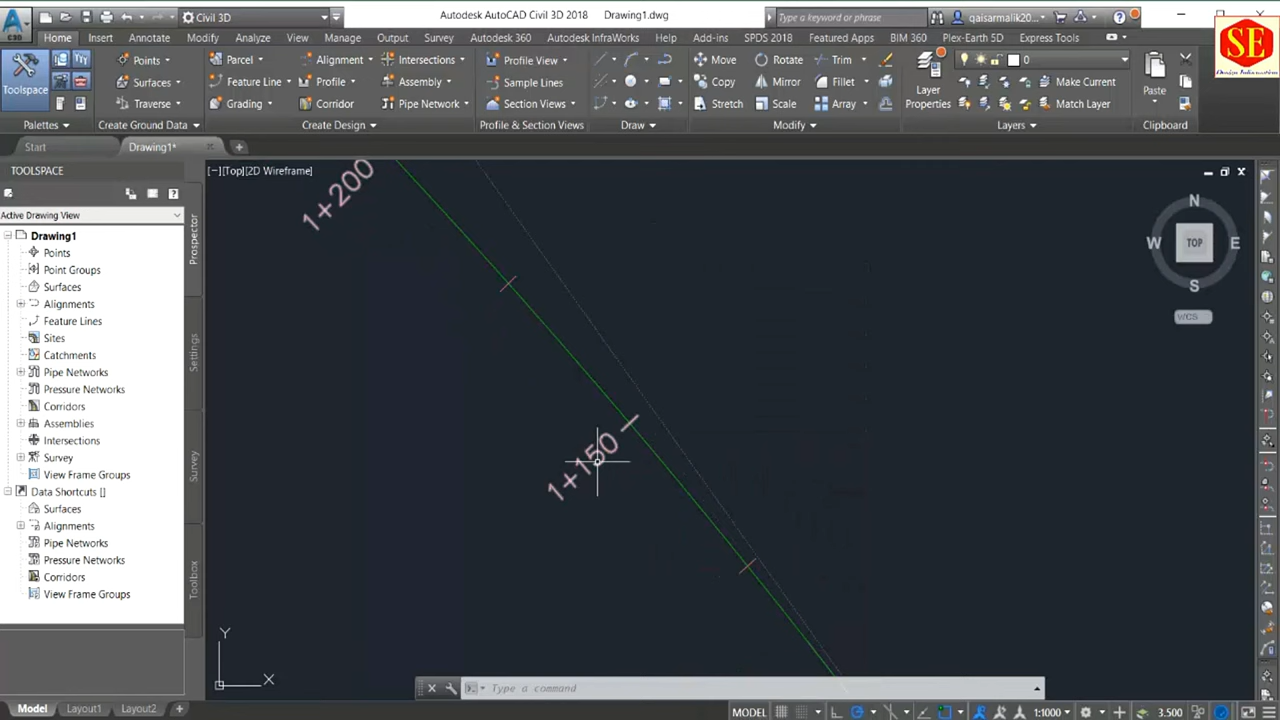 Civil 3D
Autodesk AutoCAD Civil 3D 2018 Drawing1.dwg
Type a keyword or phrase
qaisarmalik20...
SE
C3D
Home Insert Annotate Modify Analyze View Manage Output Survey Autodesk 360 Autodesk InfraWorks Help Add-ins SPDS 2018 Featured Apps BIM 360 Plex-Earth 5D Express Tools
Toolspace
Points
Surfaces
Traverse
Parcel
Feature Line
Grading
Alignment
Profile
Corridor
Intersections
Assembly
Pipe Network
Profile View
Sample Lines
Section Views
Move
Copy
Stretch
Rotate
Mirror
Scale
Trim
Fillet
Array
Layer
Properties
0
Make Current
Match Layer
Paste
Palettes Create Ground Data Create Design Profile & Section Views Draw Modify Layers Clipboard
Start Drawing1*
TOOLSPACE
Active Drawing View
Drawing1
Points
Point Groups
Surfaces
Alignments
Feature Lines
Sites
Catchments
Pipe Networks
Pressure Networks
Corridors
Assemblies
Intersections
Survey
View Frame Groups
Data Shortcuts []
Surfaces
Alignments
Pipe Networks
Pressure Networks
Corridors
View Frame Groups
Prospector
Settings
Survey
Toolbox
[−][Top][2D Wireframe]
1+200
1+150
N
W TOP E
S
WCS
Y
X
Type a command
Model Layout1 Layout2
MODEL 1:1000 3.500